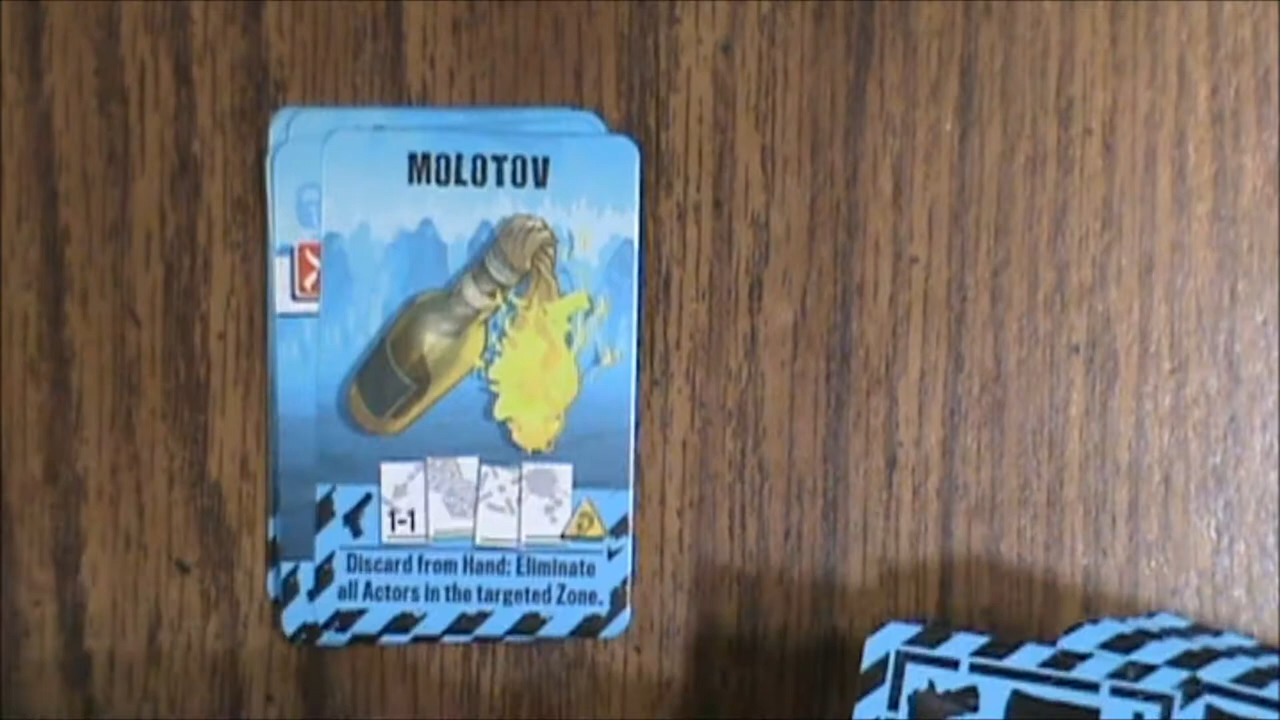 MOLOTOV
1-1
Discard from Hand: Eliminate
all Actors in the targeted Zone.